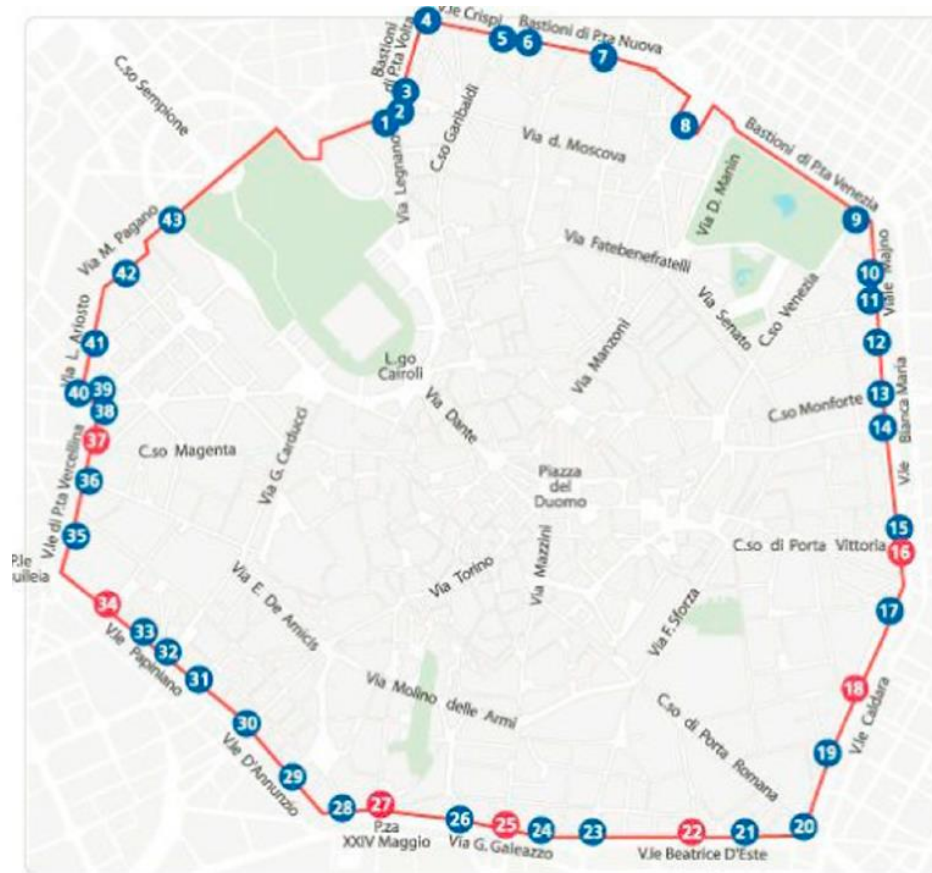 V.le Crispi
Bastioni di P.ta Nuova
Bastioni
di P.ta Volta
C.so Sempione
C.so Garibaldi
Via Legnano
Via d. Moscova
Bastioni di P.ta Venezia
Via D. Manin
Via M. Pagano
Via Fatebenefratelli
Viale Majno
Via Senato
C.so Venezia
Via L. Ariosto
L.go
Cairoli
Via Manzoni
Via Dante
C.so Monforte
V.le Bianca Maria
V.le di P.ta Vercellina
C.so Magenta
Via G. Carducci
Piazza
del
Duomo
C.so di Porta Vittoria
P.le
uileia
Via Torino
Via Mazzini
Via E. De Amicis
Via F. Sforza
V.le Papiniano
Via Molino delle Armi
C.so di Porta Romana
V.le Caldara
V.le D'Annunzio
P.za
XXIV Maggio
Via G. Galeazzo
V.le Beatrice D'Este
1
2
3
4
5
6
7
8
9
10
11
12
13
14
15
16
17
18
19
20
21
22
23
24
25
26
27
28
29
30
31
32
33
34
35
36
37
38
39
40
41
42
43